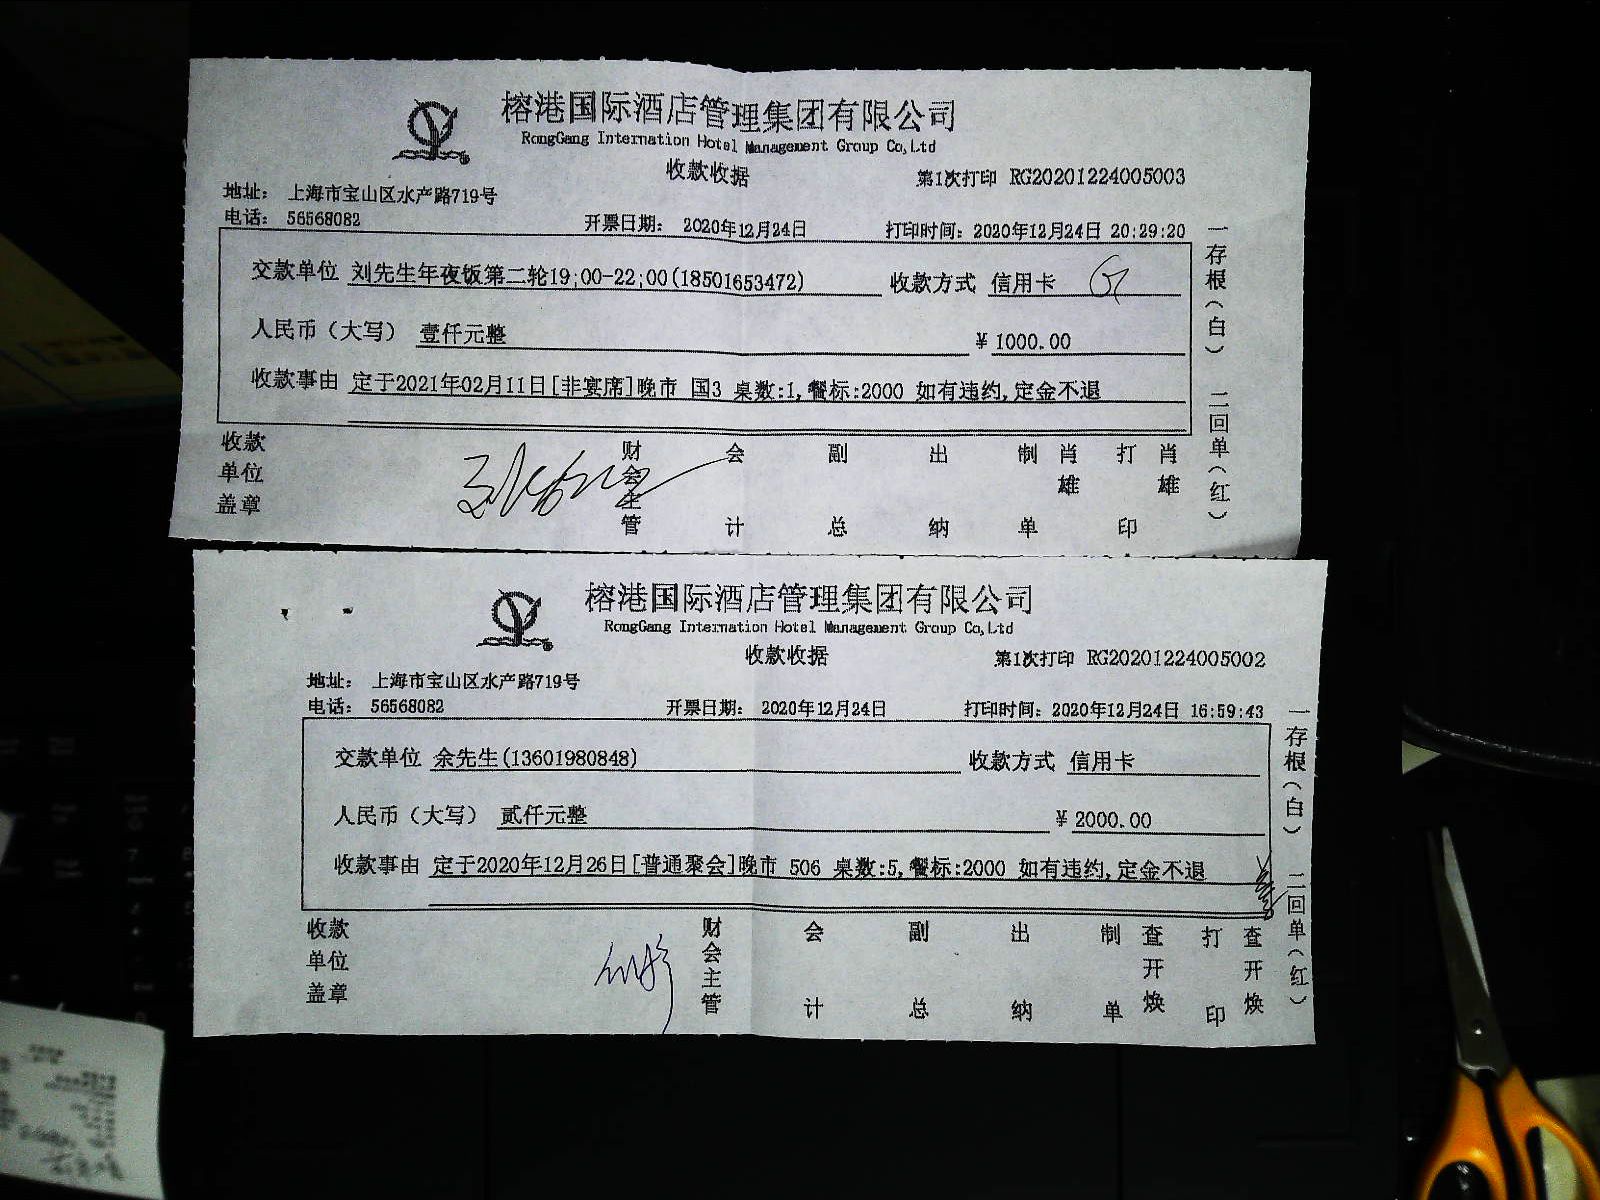 榕港国际酒店管理集团有限公司
RongGang Internation Hotel Management Group Co,Ltd
收款收据
第1次打印 RG20201224005003
地址： 上海市宝山区水产路719号
电话： 56568082 开票日期： 2020年12月24日 打印时间：2020年12月24日 20:29:20
交款单位 刘先生年夜饭第二轮19;00-22;00(18501653472) 收款方式 信用卡
人民币（大写） 壹仟元整 ¥ 1000.00
收款事由 定于2021年02月11日[非宴席]晚市 国3 桌数:1,餐标:2000 如有违约,定金不退
收款单位盖章 财会主管 会计 副总 出纳 制单 肖雄 打印 肖雄
一存根(白) 二回单(红)
榕港国际酒店管理集团有限公司
RongGang Internation Hotel Management Group Co,Ltd
收款收据
第1次打印 RG20201224005002
地址： 上海市宝山区水产路719号
电话： 56568082 开票日期： 2020年12月24日 打印时间：2020年12月24日 16:59:43
交款单位 余先生(13601980848) 收款方式 信用卡
人民币（大写） 贰仟元整 ¥ 2000.00
收款事由 定于2020年12月26日[普通聚会]晚市 506 桌数:5,餐标:2000 如有违约,定金不退
收款单位盖章 财会主管 会计 副总 出纳 制单 查开焕 打印 查开焕
一存根(白) 二回单(红)